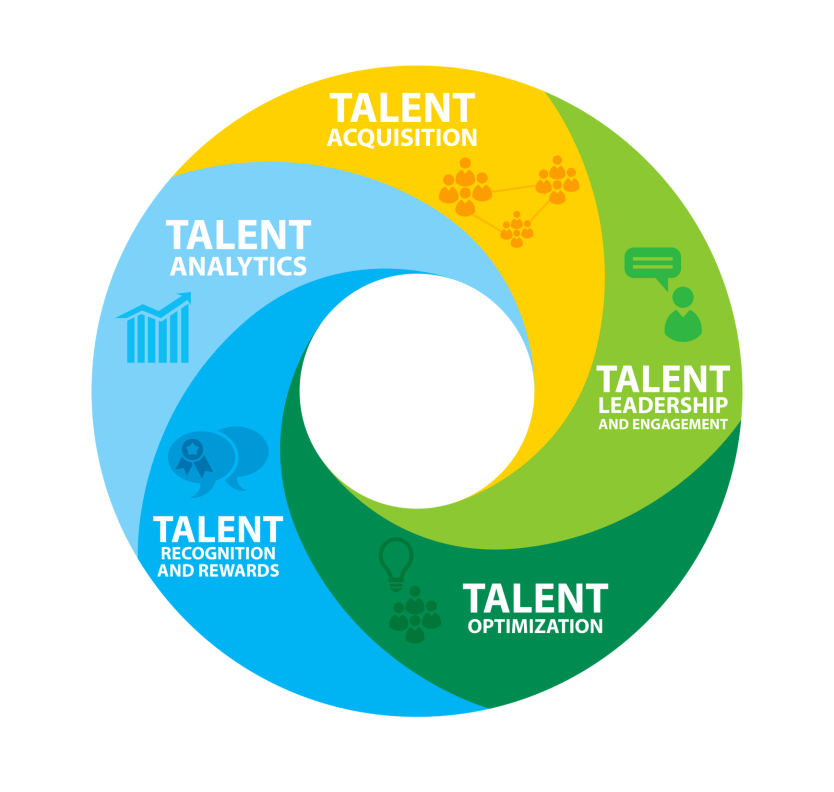 TALENT
ACQUISITION
TALENT
ANALYTICS
TALENT
LEADERSHIP
AND ENGAGEMENT
TALENT
RECOGNITION
AND REWARDS
TALENT
OPTIMIZATION